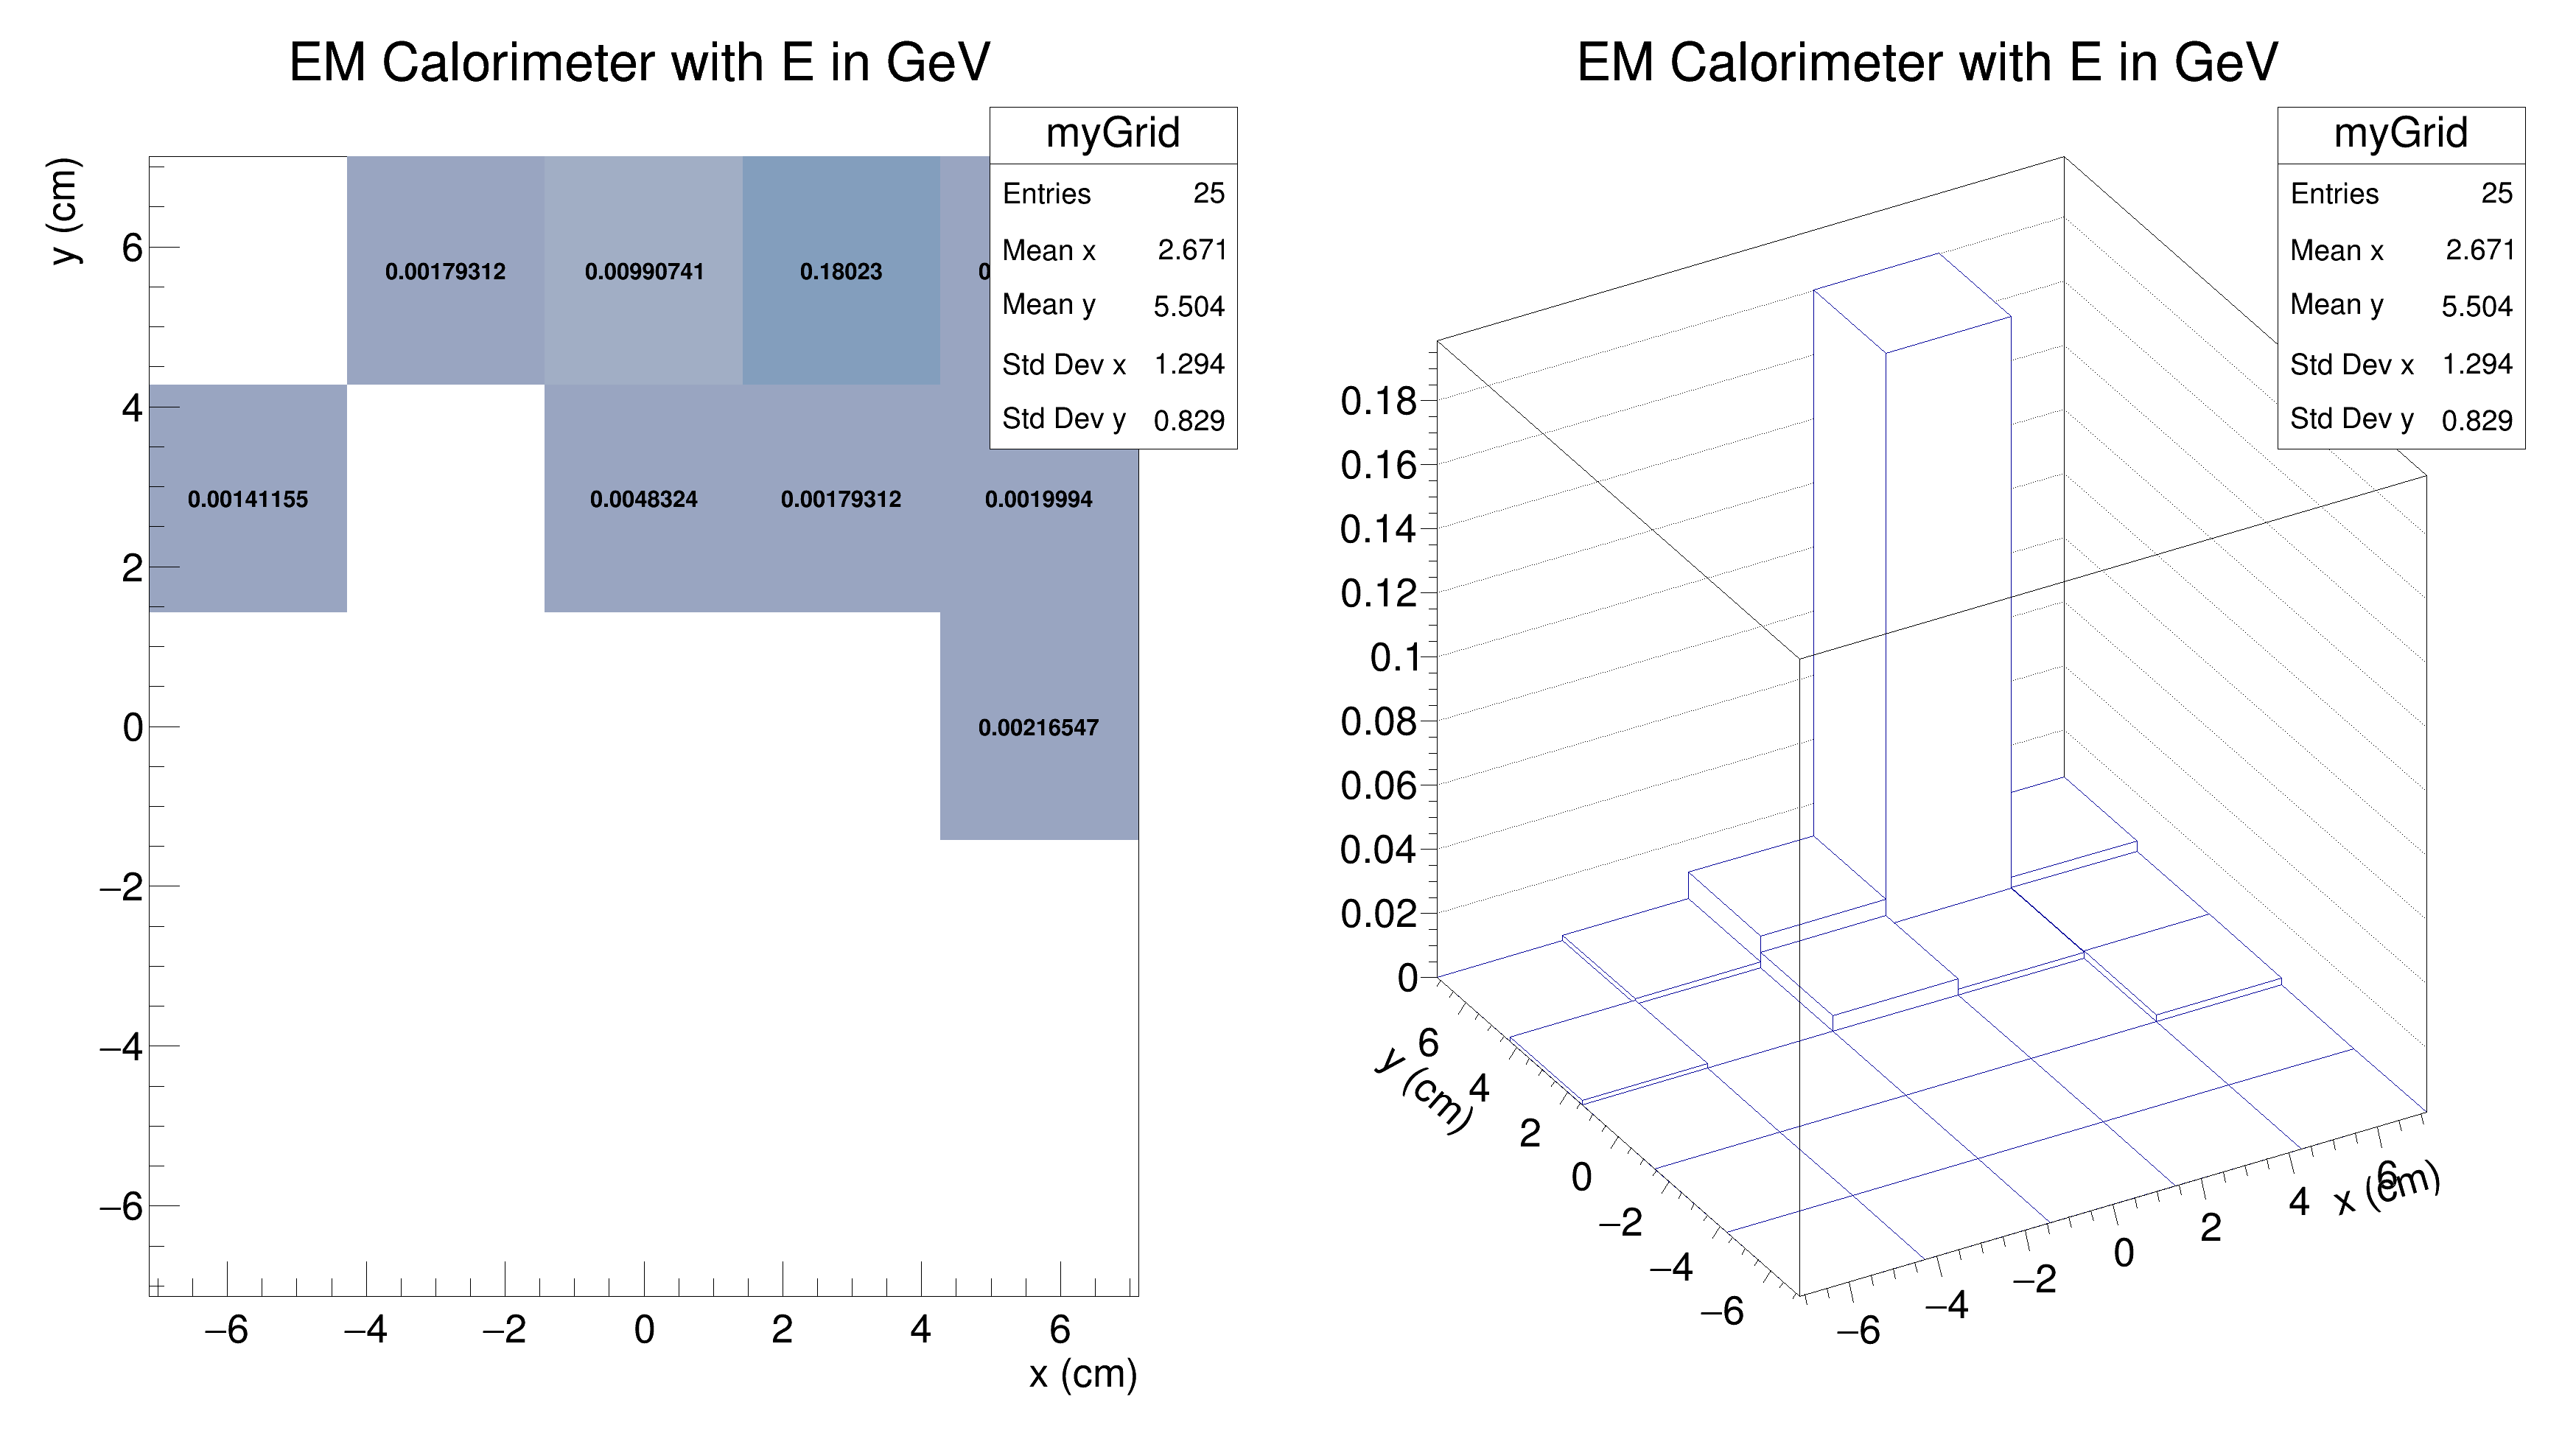 EM Calorimeter with E in GeV
myGrid
Entries 25
Mean x 2.671
Mean y 5.504
Std Dev x 1.294
Std Dev y 0.829
y (cm)
6
4
2
0
−2
−4
−6
0.00179312 0.00990741 0.18023 0
0.00141155 0.0048324 0.00179312 0.0019994
0.00216547
−6 −4 −2 0 2 4 6
x (cm)
EM Calorimeter with E in GeV
myGrid
Entries 25
Mean x 2.671
Mean y 5.504
Std Dev x 1.294
Std Dev y 0.829
0.18
0.16
0.14
0.12
0.1
0.08
0.06
0.04
0.02
0
y (cm)
6
4
2
0
−2
−4
−6
−6 −4 −2 0 2 4 6
x (cm)